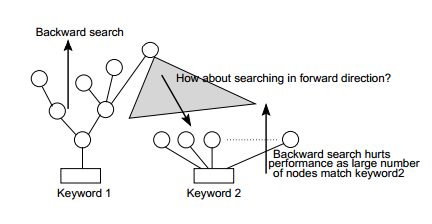 Backward search
How about searching in forward direction?
Backward search hurts
performance as large number
of nodes match keyword2
Keyword 1
Keyword 2